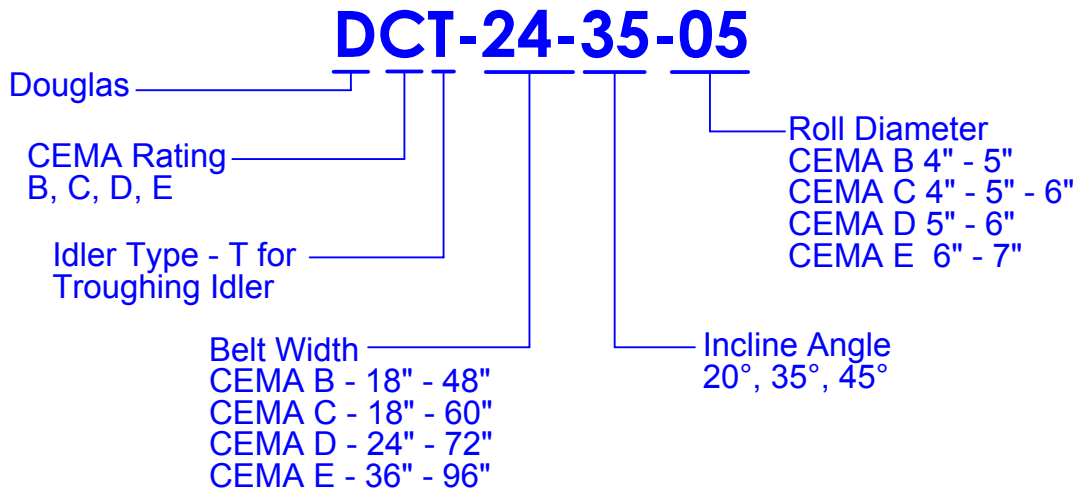 DCT-24-35-05
Douglas
CEMA Rating
B, C, D, E
Idler Type - T for
Troughing Idler
Belt Width
CEMA B - 18" - 48"
CEMA C - 18" - 60"
CEMA D - 24" - 72"
CEMA E - 36" - 96"
Incline Angle
20°, 35°, 45°
Roll Diameter
CEMA B 4" - 5"
CEMA C 4" - 5" - 6"
CEMA D 5" - 6"
CEMA E  6" - 7"